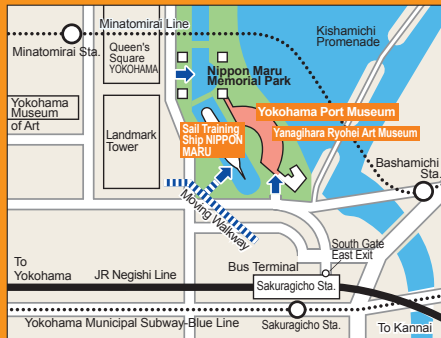 Minatomirai Line
Kishamichi
Promenade
Minatomirai Sta.
Queen's
Square
YOKOHAMA
Nippon Maru
Memorial Park
Yokohama
Museum
of Art
Landmark
Tower
Sail Training
Ship NIPPON
MARU
Yokohama Port Museum
Yanagihara Ryohei Art Museum
Bashamichi
Sta.
Moving Walkway
South Gate
East Exit
To
Yokohama
JR Negishi Line
Bus Terminal
Sakuragicho Sta.
Yokohama Municipal Subway-Blue Line
Sakuragicho Sta.
To Kannai